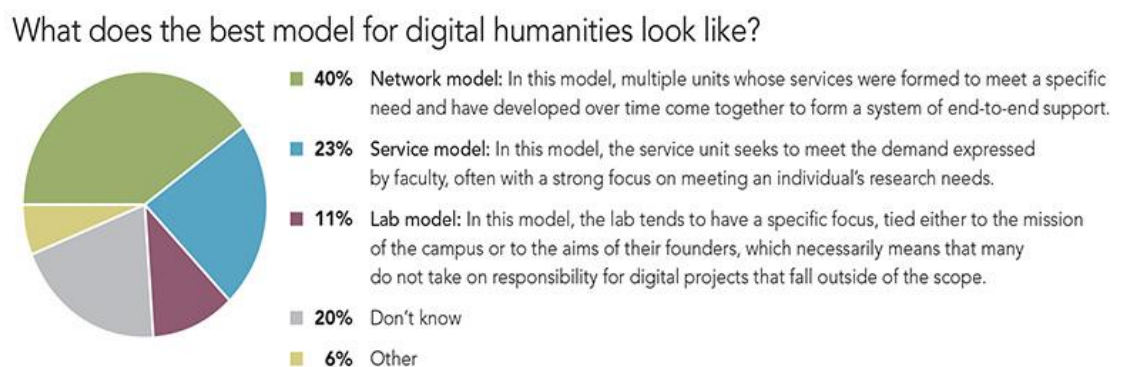 What does the best model for digital humanities look like?
40% Network model: In this model, multiple units whose services were formed to meet a specific
need and have developed over time come together to form a system of end-to-end support.
23% Service model: In this model, the service unit seeks to meet the demand expressed
by faculty, often with a strong focus on meeting an individual's research needs.
11% Lab model: In this model, the lab tends to have a specific focus, tied either to the mission
of the campus or to the aims of their founders, which necessarily means that many
do not take on responsibility for digital projects that fall outside of the scope.
20% Don't know
6% Other